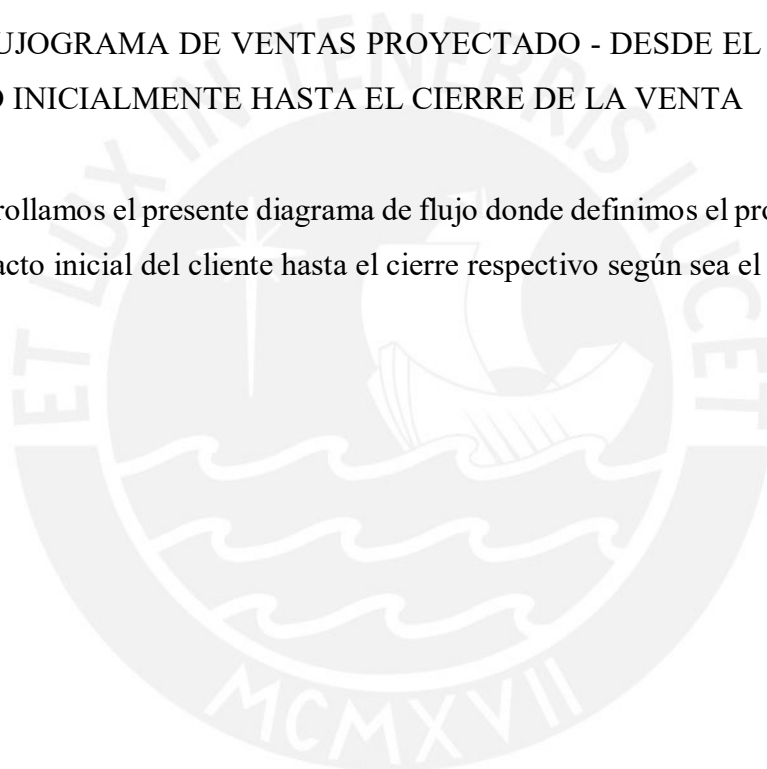 UJOGRAMA DE VENTAS PROYECTADO - DESDE EL
INICIALMENTE HASTA EL CIERRE DE LA VENTA
rollamos el presente diagrama de flujo donde definimos el
acto inicial del cliente hasta el cierre respectivo según sea el
ET LUX IN TENEBRIS LUCET
MCMXVII